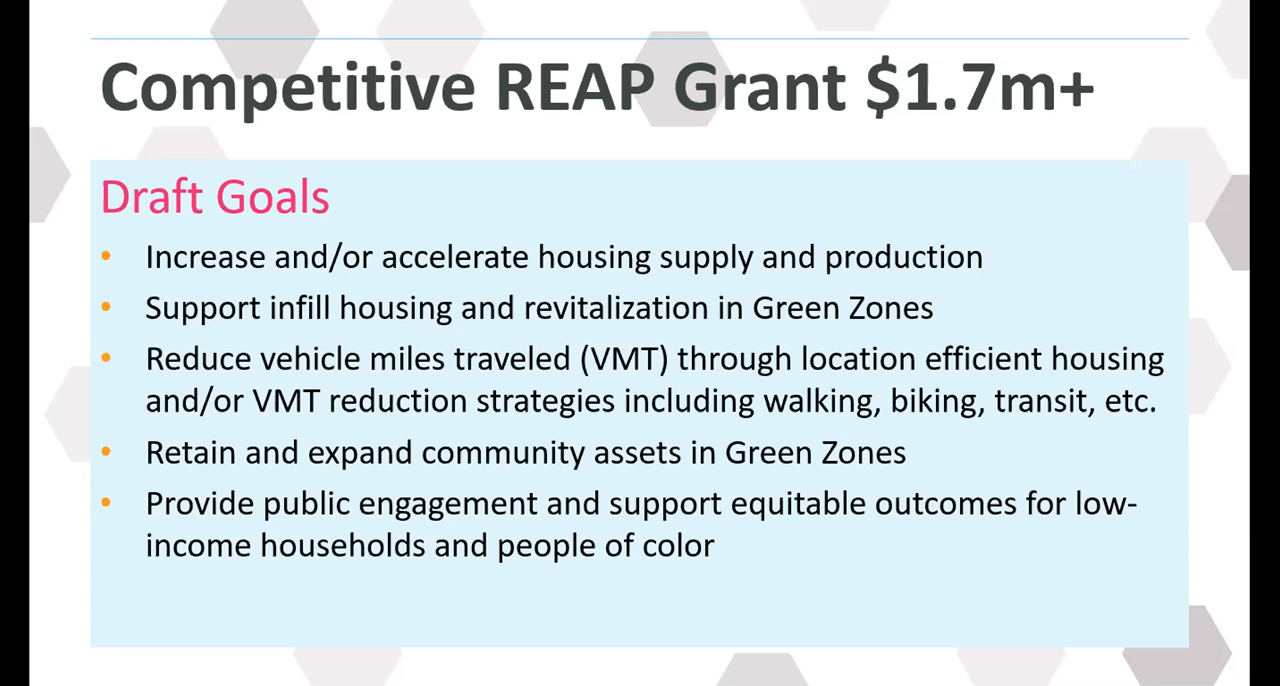 Competitive REAP Grant $1.7m+
Draft Goals
• Increase and/or accelerate housing supply and production
• Support infill housing and revitalization in Green Zones
• Reduce vehicle miles traveled (VMT) through location efficient housing
and/or VMT reduction strategies including walking, biking, transit, etc.
• Retain and expand community assets in Green Zones
• Provide public engagement and support equitable outcomes for low-
income households and people of color